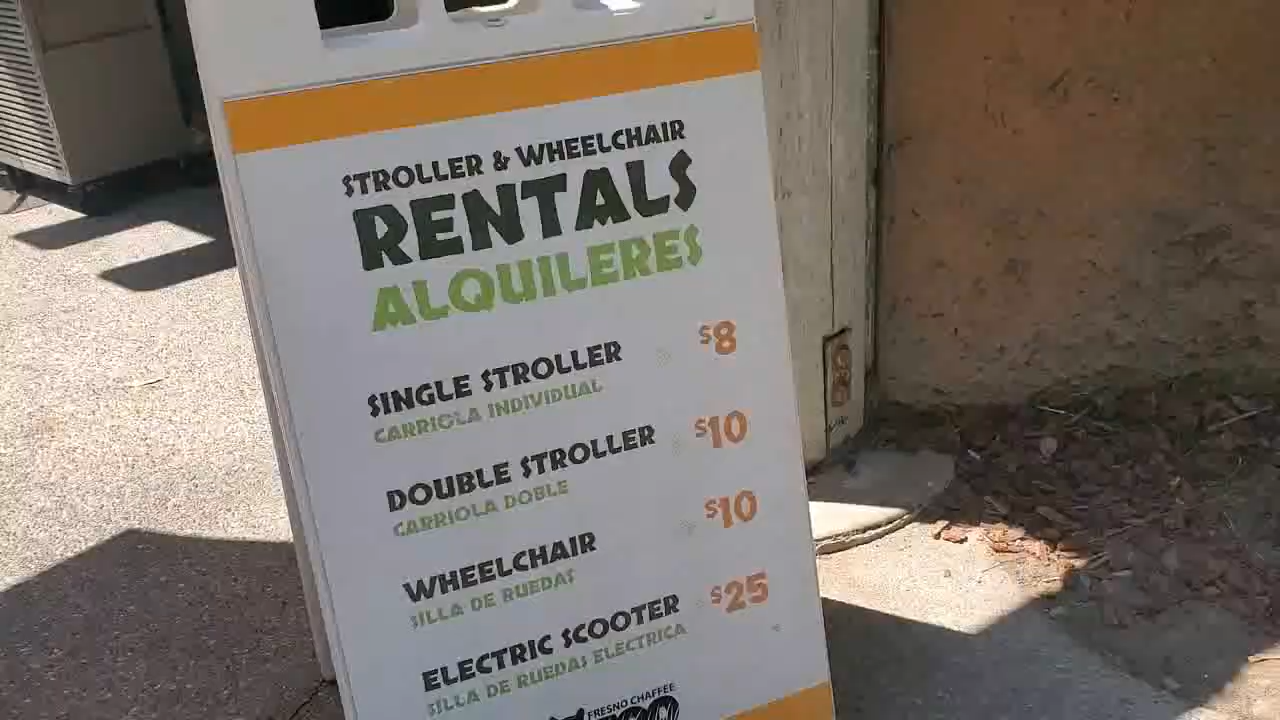 STROLLER & WHEELCHAIR
RENTALS
ALQUILERES
SINGLE STROLLER $8
CARRIOLA INDIVIDUAL
DOUBLE STROLLER $10
CARRIOLA DOBLE
WHEELCHAIR $10
SILLA DE RUEDAS
ELECTRIC SCOOTER $25
SILLA DE RUEDAS ELECTRICA
FRESNO CHAFFEE
ZOO